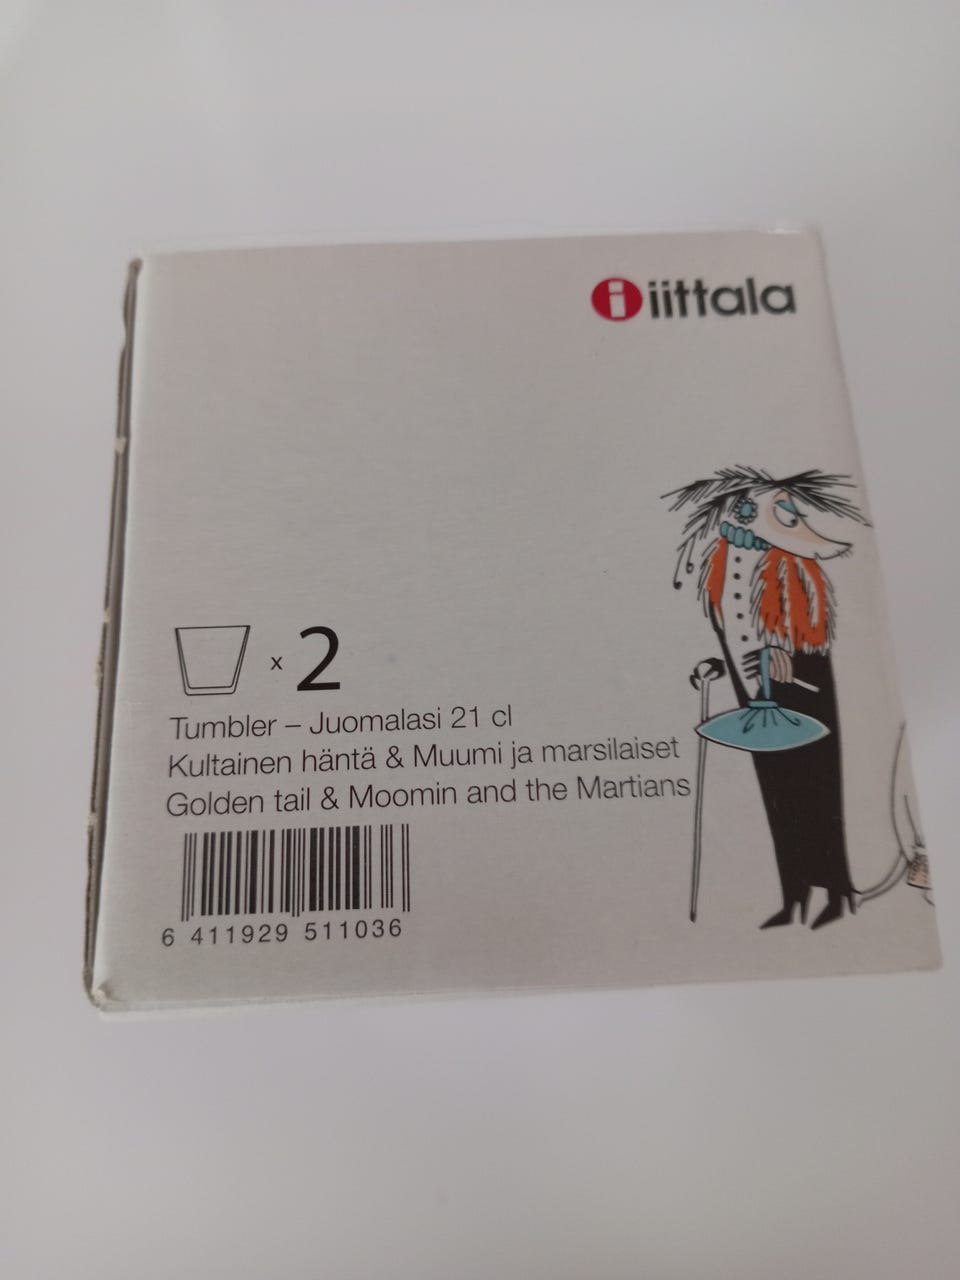 iittala
x 2
Tumbler – Juomalasi 21 cl
Kultainen häntä & Muumi ja marsilaiset
Golden tail & Moomin and the Martians
6 411929 511036